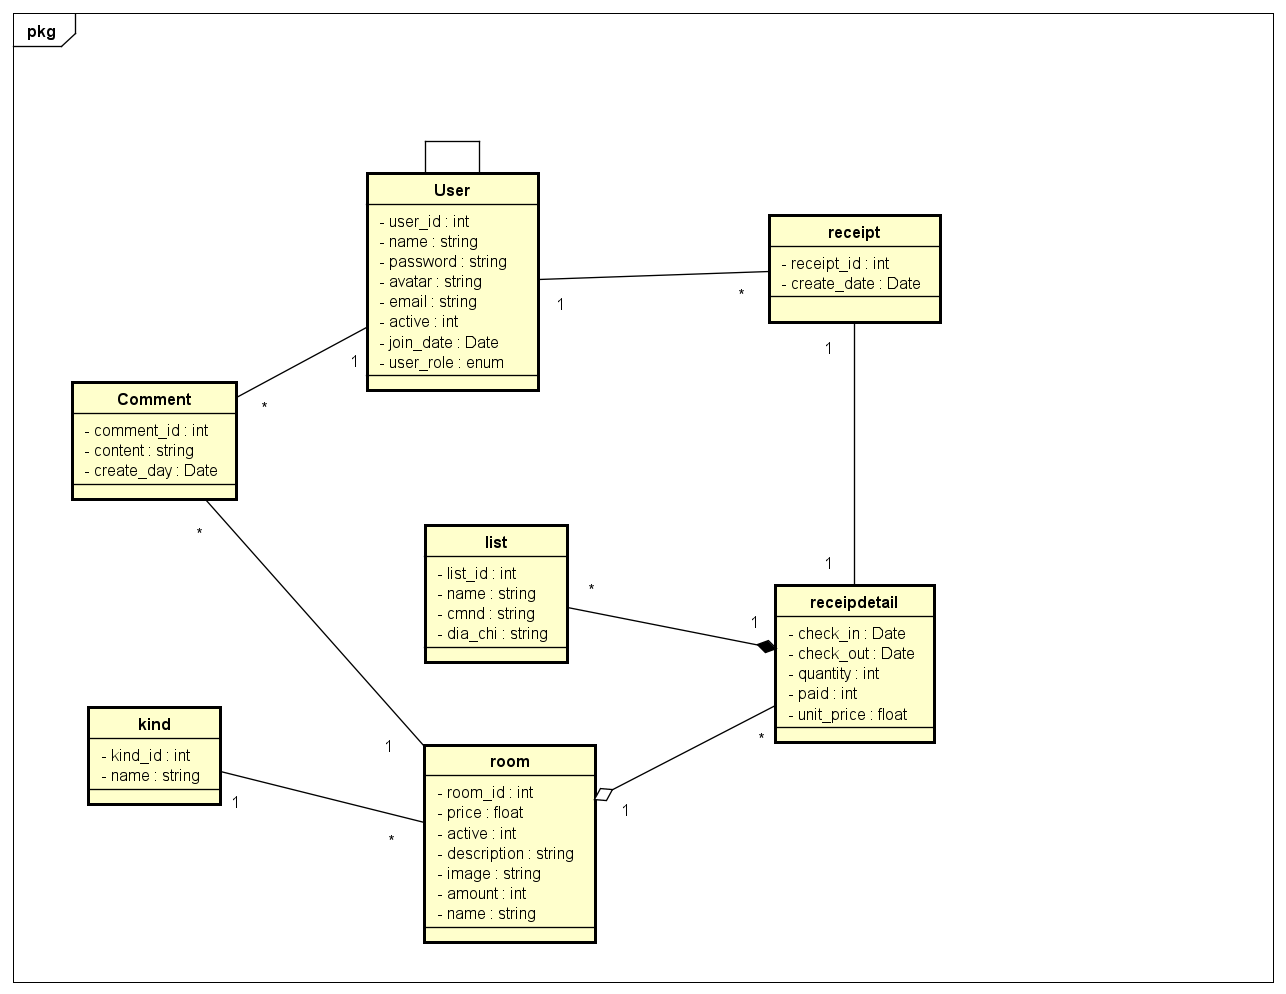 pkg
User
- user_id : int
- name : string
- password : string
- avatar : string
- email : string
- active : int
- join_date : Date
- user_role : enum
1
*
receipt
- receipt_id : int
- create_date : Date
1
1
*
Comment
- comment_id : int
- content : string
- create_day : Date
*
1
list
- list_id : int
- name : string
- cmnd : string
- dia_chi : string
*
1
1
receipdetail
- check_in : Date
- check_out : Date
- quantity : int
- paid : int
- unit_price : float
*
1
kind
- kind_id : int
- name : string
1
*
room
- room_id : int
- price : float
- active : int
- description : string
- image : string
- amount : int
- name : string